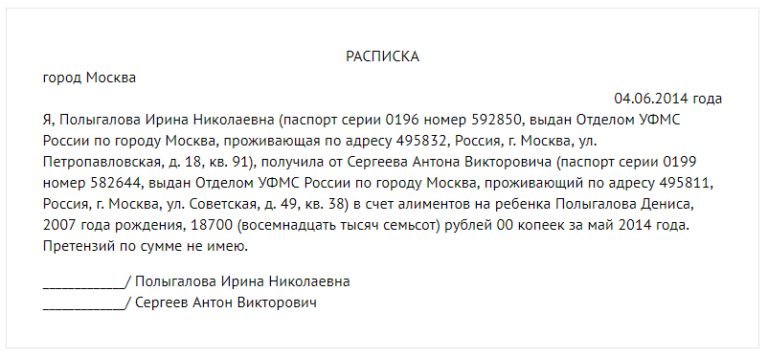 РАСПИСКА
город Москва
04.06.2014 года
Я, Полыгалова Ирина Николаевна (паспорт серии 0196 номер 592850, выдан Отделом УФМС
России по городу Москва, проживающая по адресу 495832, Россия, г. Москва, ул.
Петропавловская, д. 18, кв. 91), получила от Сергеева Антона Викторовича (паспорт серии 0199
номер 582644, выдан Отделом УФМС России по городу Москва, проживающий по адресу 495811,
Россия, г. Москва, ул. Советская, д. 49, кв. 38) в счет алиментов на ребенка Полыгалова Дениса,
2007 года рождения, 18700 (восемнадцать тысяч семьсот) рублей 00 копеек за май 2014 года.
Претензий по сумме не имею.
_____________/ Полыгалова Ирина Николаевна
_____________/ Сергеев Антон Викторович